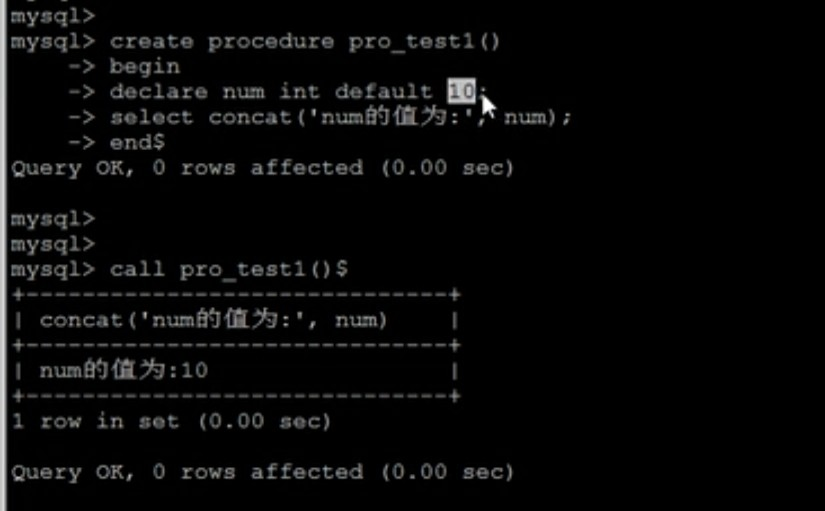 mysql>
mysql> create procedure pro_test1()
-> begin
-> declare num int default 10;
-> select concat('num的值为:', num);
-> end$
Query OK, 0 rows affected (0.00 sec)
mysql>
mysql>
mysql> call pro_test1()$
+-------------------------------+
| concat('num的值为:', num) |
+-------------------------------+
| num的值为:10 |
+-------------------------------+
1 row in set (0.00 sec)
Query OK, 0 rows affected (0.00 sec)